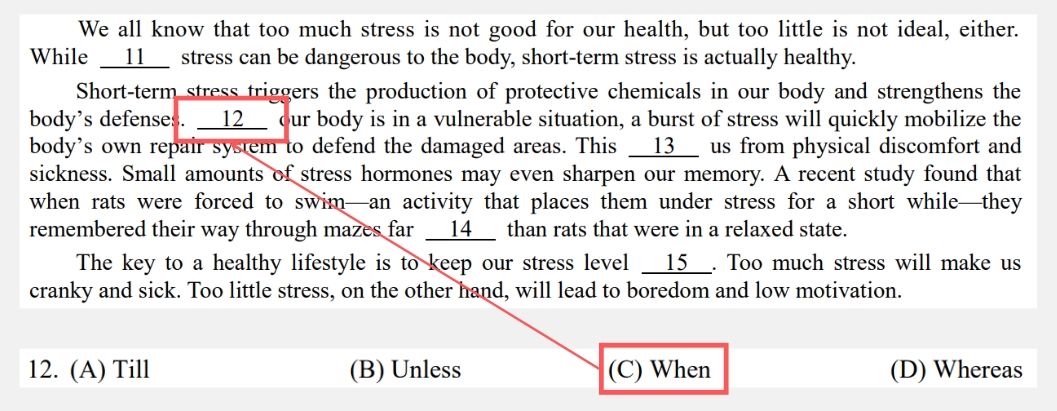 We all know that too much stress is not good for our health, but too little is not ideal, either.
While 11 stress can be dangerous to the body, short-term stress is actually healthy.
Short-term stress triggers the production of protective chemicals in our body and strengthens the
body’s defenses. 12 our body is in a vulnerable situation, a burst of stress will quickly mobilize the
body’s own repair system to defend the damaged areas. This 13 us from physical discomfort and
sickness. Small amounts of stress hormones may even sharpen our memory. A recent study found that
when rats were forced to swim—an activity that places them under stress for a short while—they
remembered their way through mazes far 14 than rats that were in a relaxed state.
The key to a healthy lifestyle is to keep our stress level 15. Too much stress will make us
cranky and sick. Too little stress, on the other hand, will lead to boredom and low motivation.
12. (A) Till (B) Unless (C) When (D) Whereas